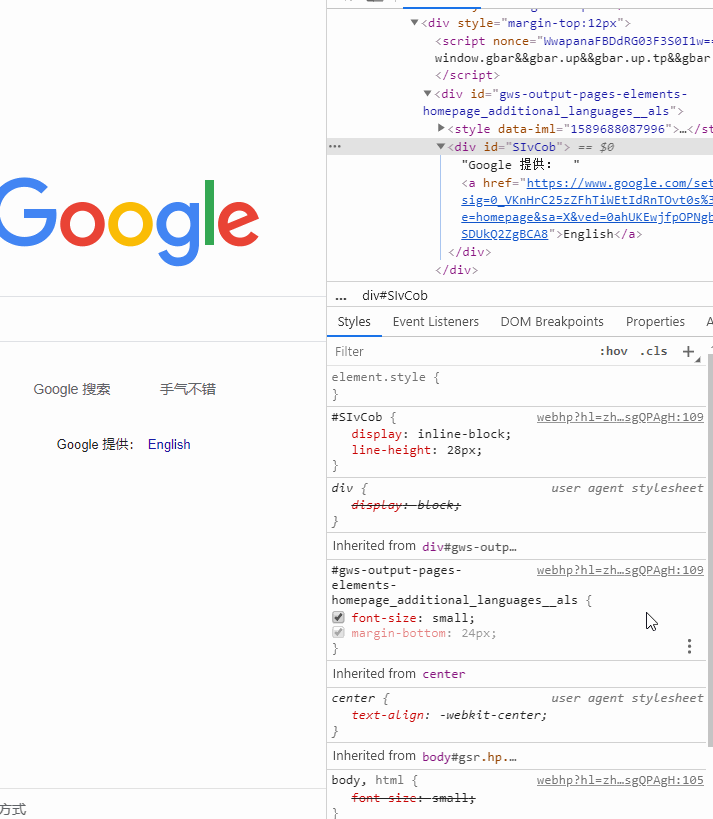 Google
Google 搜索 手气不错
Google 提供： English
方式
<div style="margin-top:12px">
<script nonce="WwapanaFBDdRG03F3S0I1w==
window.gbar&&gbar.up&&gbar.up.tp&&gbar
</script>
<div id="gws-output-pages-elements-
homepage_additional_languages__als">
<style data-iml="1589688087996">…</st
… <div id="SIvCob"> == $0
"Google 提供：  "
<a href="https://www.google.com/set
sig=0_VKnHrC25zZFhTiWEtIdRnTOvt0s%3
e=homepage&sa=X&ved=0ahUKEwjfpOPNgb
SDUkQ2ZgBCA8">English</a>
</div>
</div>
… div#SIvCob
Styles Event Listeners DOM Breakpoints Properties A
Filter :hov .cls +
element.style {
}
#SIvCob { webhp?hl=zh…sgQPAgH:109
display: inline-block;
line-height: 28px;
}
div { user agent stylesheet
display: block;
}
Inherited from div#gws-outp…
#gws-output-pages- webhp?hl=zh…sgQPAgH:109
elements-
homepage_additional_languages__als {
font-size: small;
margin-bottom: 24px;
}
Inherited from center
center { user agent stylesheet
text-align: -webkit-center;
}
Inherited from body#gsr.hp.…
body, html { webhp?hl=zh…sgQPAgH:105
font-size: small;
}